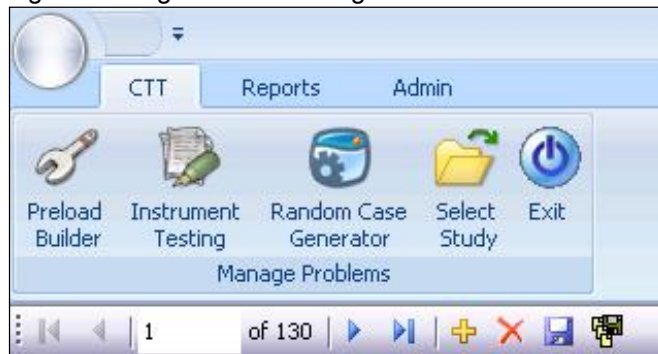 CTT Reports Admin
Preload Instrument Random Case Select Exit
Builder Testing Generator Study
Manage Problems
1 of 130